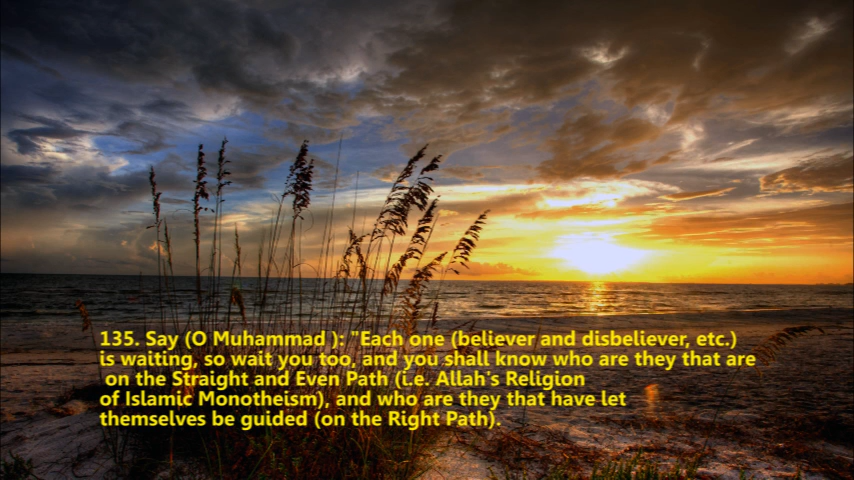 135. Say (O Muhammad ): "Each one (believer and disbeliever, etc.)
is waiting, so wait you too, and you shall know who are they that are
on the Straight and Even Path (i.e. Allah's Religion
of Islamic Monotheism), and who are they that have let
themselves be guided (on the Right Path).